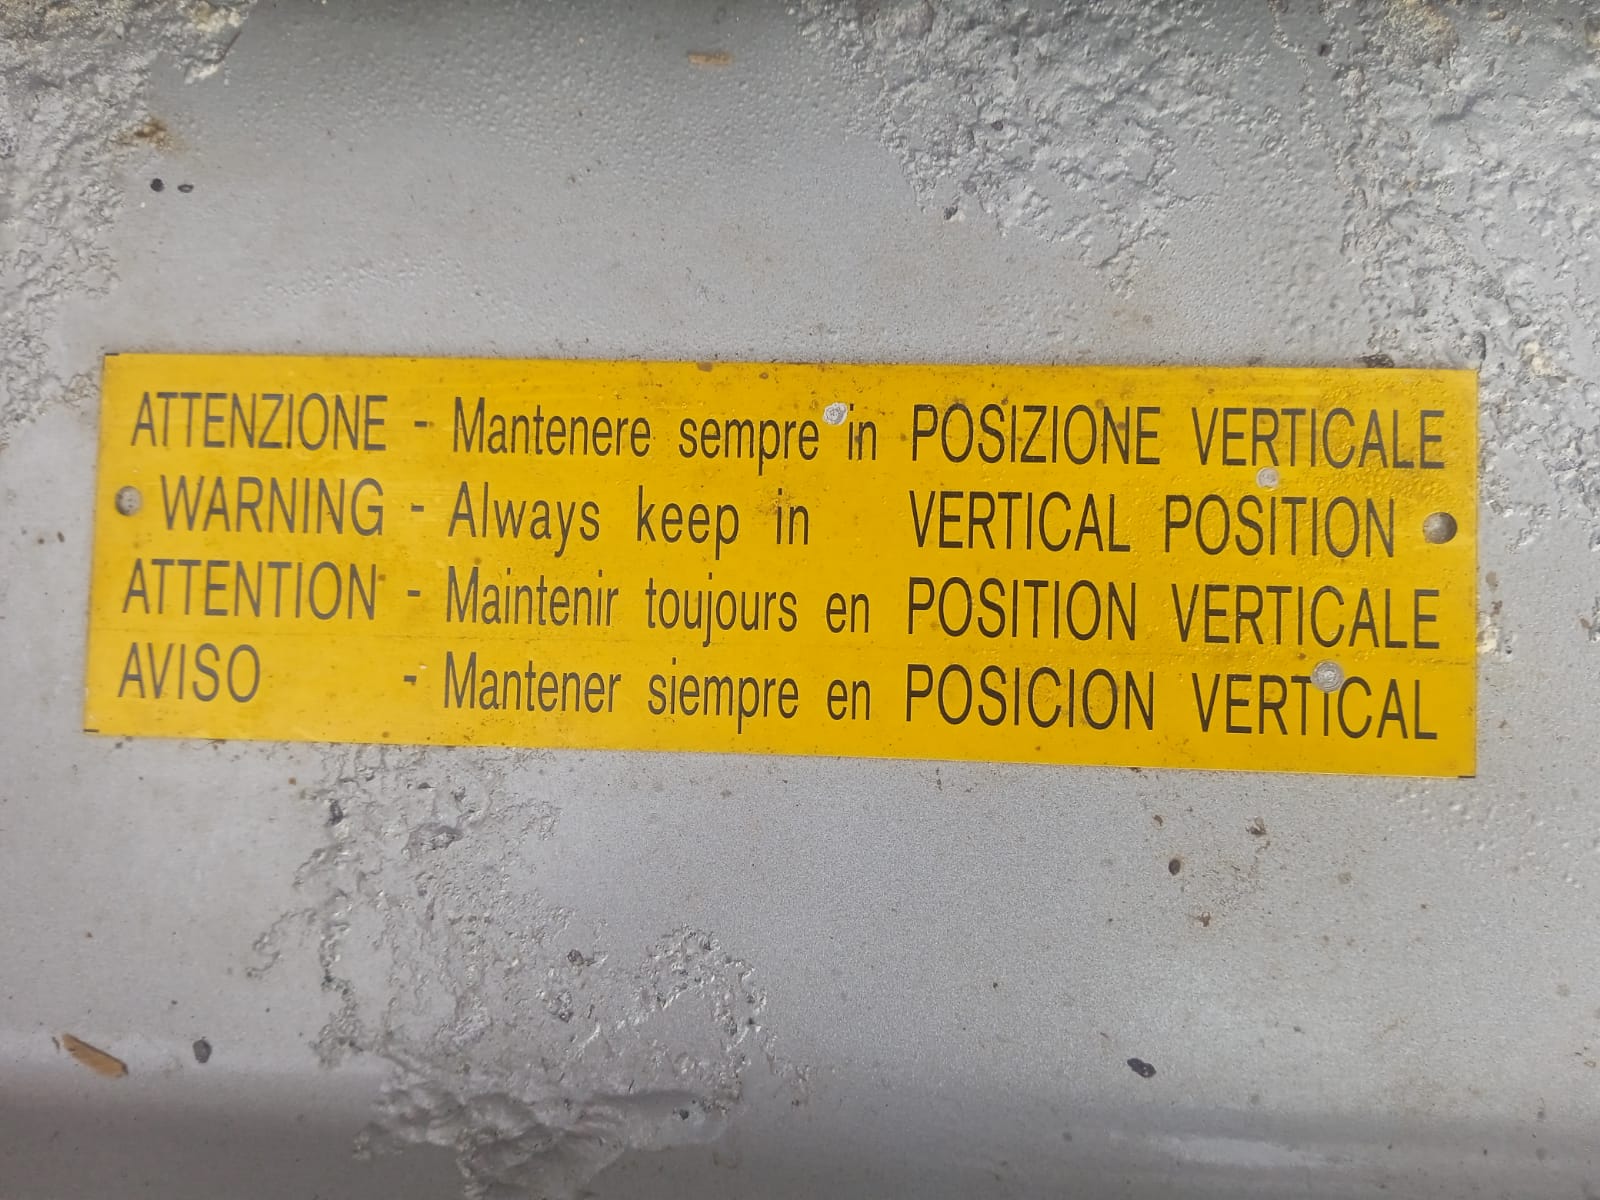 ATTENZIONE - Mantenere sempre in POSIZIONE VERTICALE
WARNING - Always keep in VERTICAL POSITION
ATTENTION - Maintenir toujours en POSITION VERTICALE
AVISO - Mantener siempre en POSICION VERTICAL